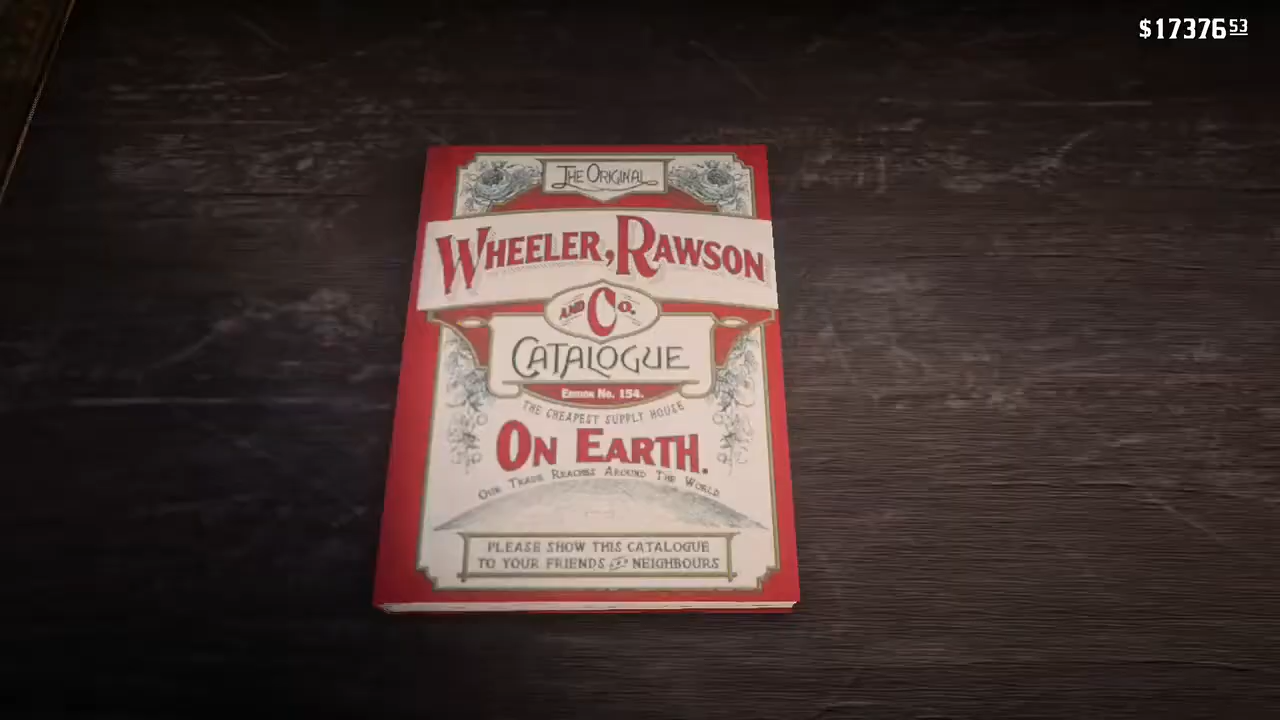 $17376 53
THE ORIGINAL
WHEELER, RAWSON
AND CO.
CATALOGUE
EDITION NO. 154.
THE CHEAPEST SUPPLY HOUSE
ON EARTH.
OUR TRADE REACHES AROUND THE WORLD
PLEASE SHOW THIS CATALOGUE
TO YOUR FRIENDS AND NEIGHBOURS